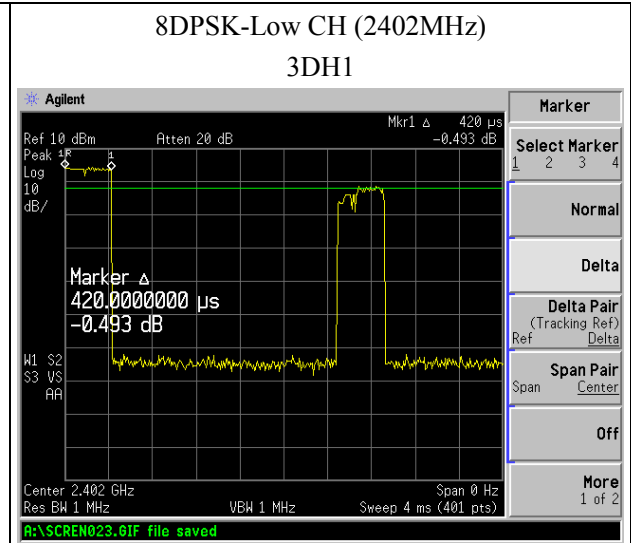 8DPSK-Low CH (2402MHz)
3DH1
Agilent
Marker
Mkr1 Δ 420 µs
Ref 10 dBm Atten 20 dB -0.493 dB
Peak 1R 1
Log
10
dB/
Marker Δ
420.0000000 µs
-0.493 dB
W1 S2
S3 VS
AA
Center 2.402 GHz Span 0 Hz
Res BW 1 MHz VBW 1 MHz Sweep 4 ms (401 pts)
A:\SCREN023.GIF file saved
Select Marker
1 2 3 4
Normal
Delta
Delta Pair
(Tracking Ref)
Ref Delta
Span Pair
Span Center
Off
More
1 of 2